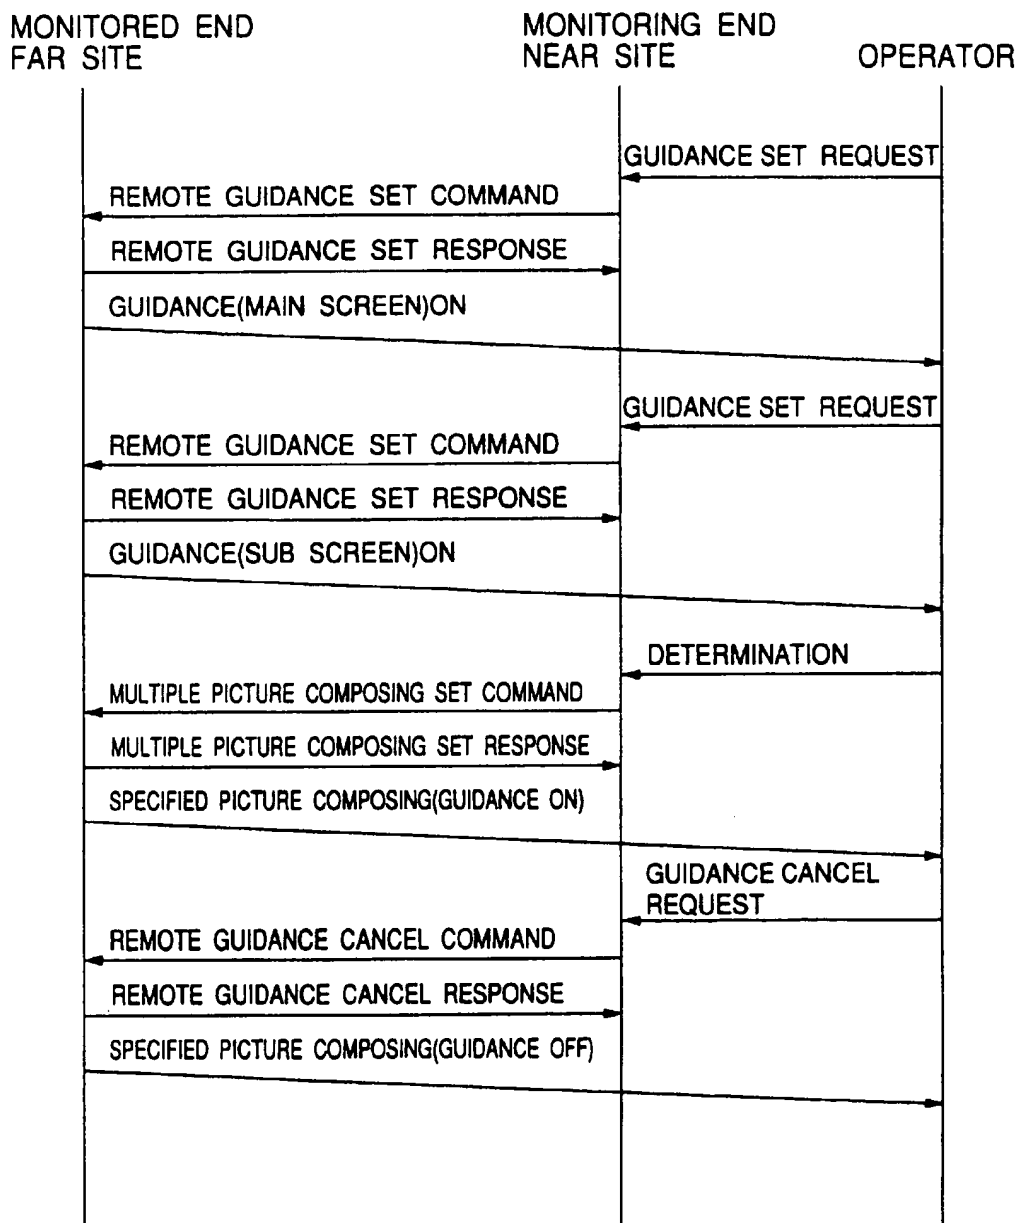 MONITORED END
FAR SITE
MONITORING END
NEAR SITE
OPERATOR
GUIDANCE SET REQUEST
REMOTE GUIDANCE SET COMMAND
REMOTE GUIDANCE SET RESPONSE
GUIDANCE(MAIN SCREEN)ON
GUIDANCE SET REQUEST
REMOTE GUIDANCE SET COMMAND
REMOTE GUIDANCE SET RESPONSE
GUIDANCE(SUB SCREEN)ON
DETERMINATION
MULTIPLE PICTURE COMPOSING SET COMMAND
MULTIPLE PICTURE COMPOSING SET RESPONSE
SPECIFIED PICTURE COMPOSING(GUIDANCE ON)
GUIDANCE CANCEL
REQUEST
REMOTE GUIDANCE CANCEL COMMAND
REMOTE GUIDANCE CANCEL RESPONSE
SPECIFIED PICTURE COMPOSING(GUIDANCE OFF)